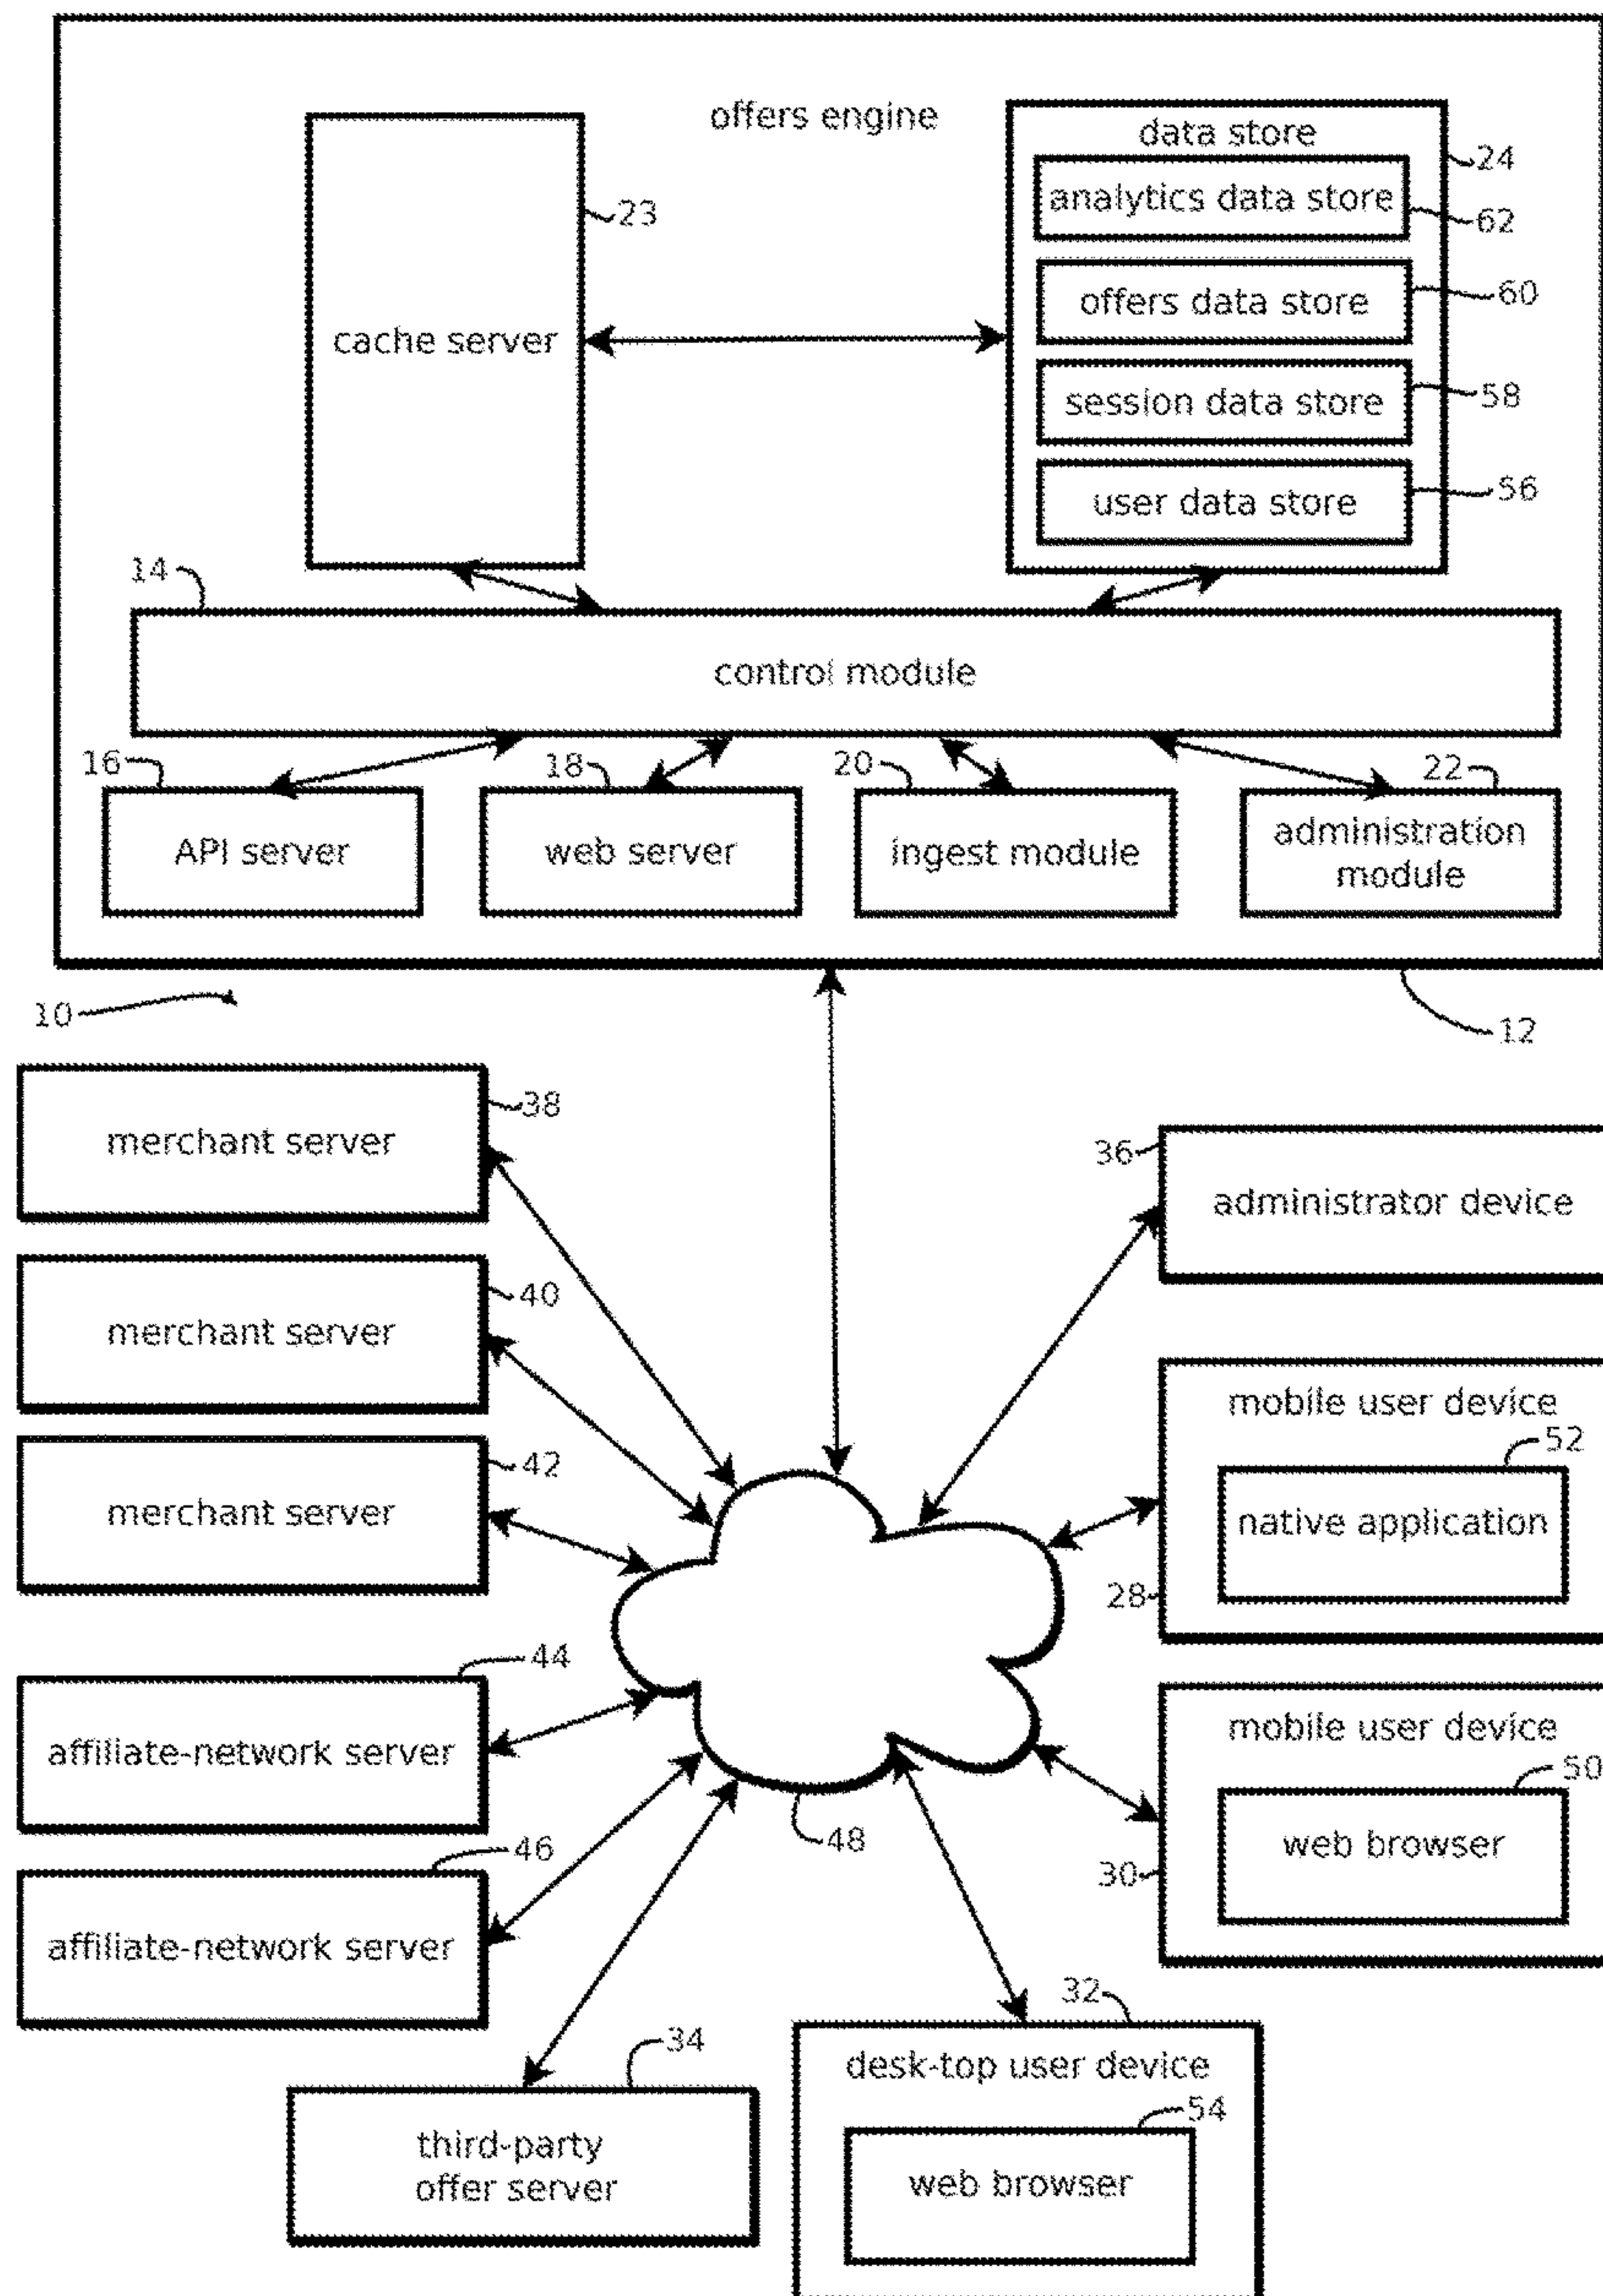 offers engine
data store
24
analytics data store
62
23
offers data store
60
cache server
session data store
58
user data store
56
14
control module
16
18
20
22
API server
web server
ingest module
administration
module
10
12
38
merchant server
36
administrator device
40
merchant server
mobile user device
52
42
merchant server
native application
28
44
mobile user device
affiliate-network server
50
48
web browser
46
30
affiliate-network server
32
34
desk-top user device
54
third-party
offer server
web browser